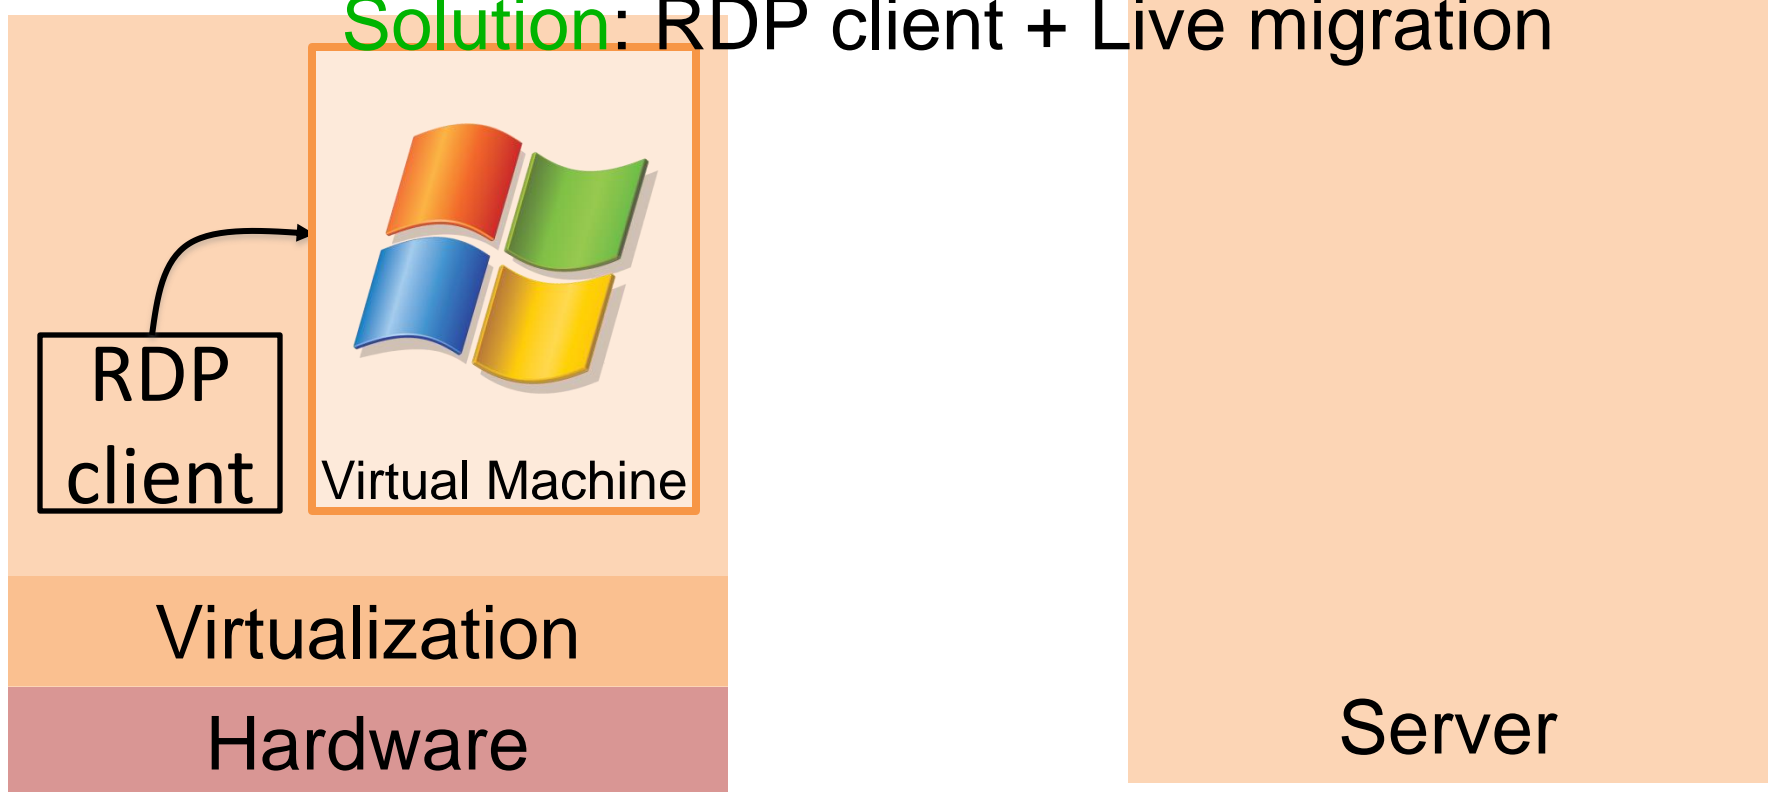 Solution: RDP client + Live migration
RDP
client
Virtual Machine
Virtualization
Hardware
Server